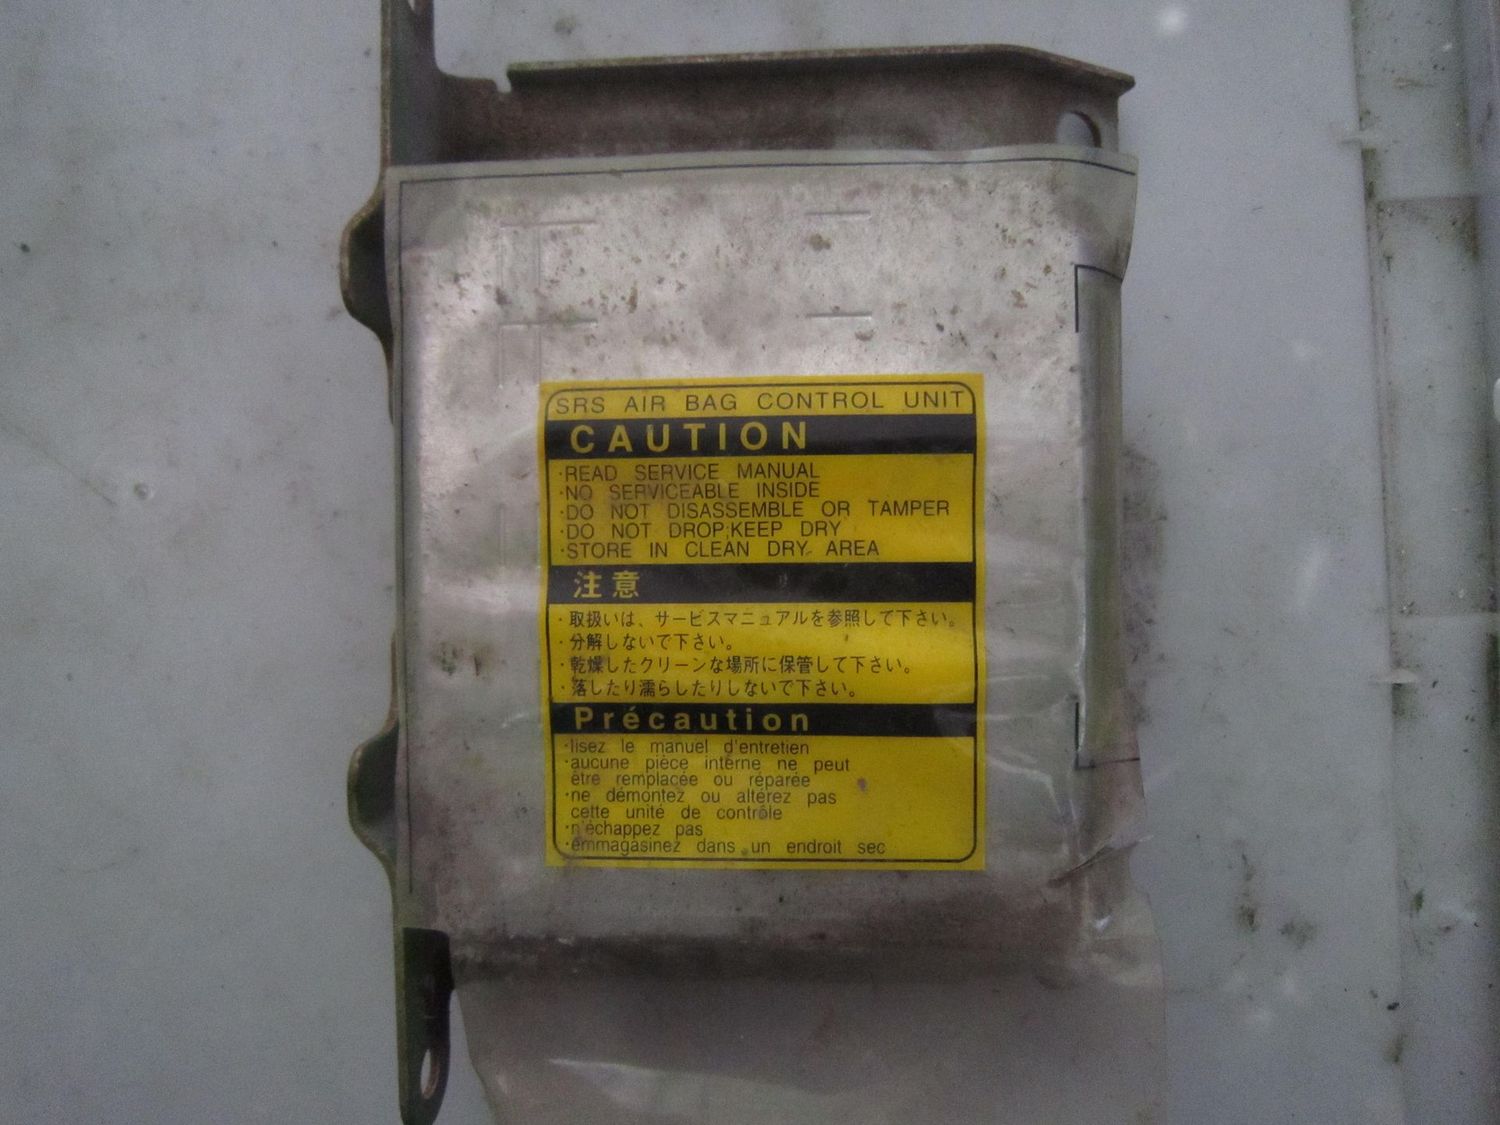 SRS AIR BAG CONTROL UNIT
CAUTION
·READ SERVICE MANUAL
·NO SERVICEABLE INSIDE
·DO NOT DISASSEMBLE OR TAMPER
·DO NOT DROP;KEEP DRY
·STORE IN CLEAN DRY AREA
注意
·取扱いは、サービスマニュアルを参照して下さい。
·分解しないで下さい。
·乾燥したクリーンな場所に保管して下さい。
·落したり濡らしたりしないで下さい。
Précaution
·lisez le manuel d'entretien
·aucune pièce interne ne peut
être remplacée ou réparée
·ne démontez ou altérez pas
cette unité de contrôle
·n'échappez pas
·emmagasinez dans un endroit sec